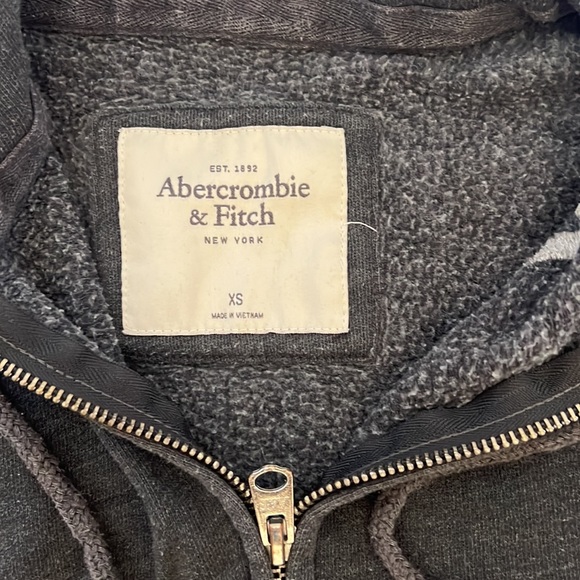 EST. 1892
Abercrombie
& Fitch
NEW YORK
XS
MADE IN VIETNAM